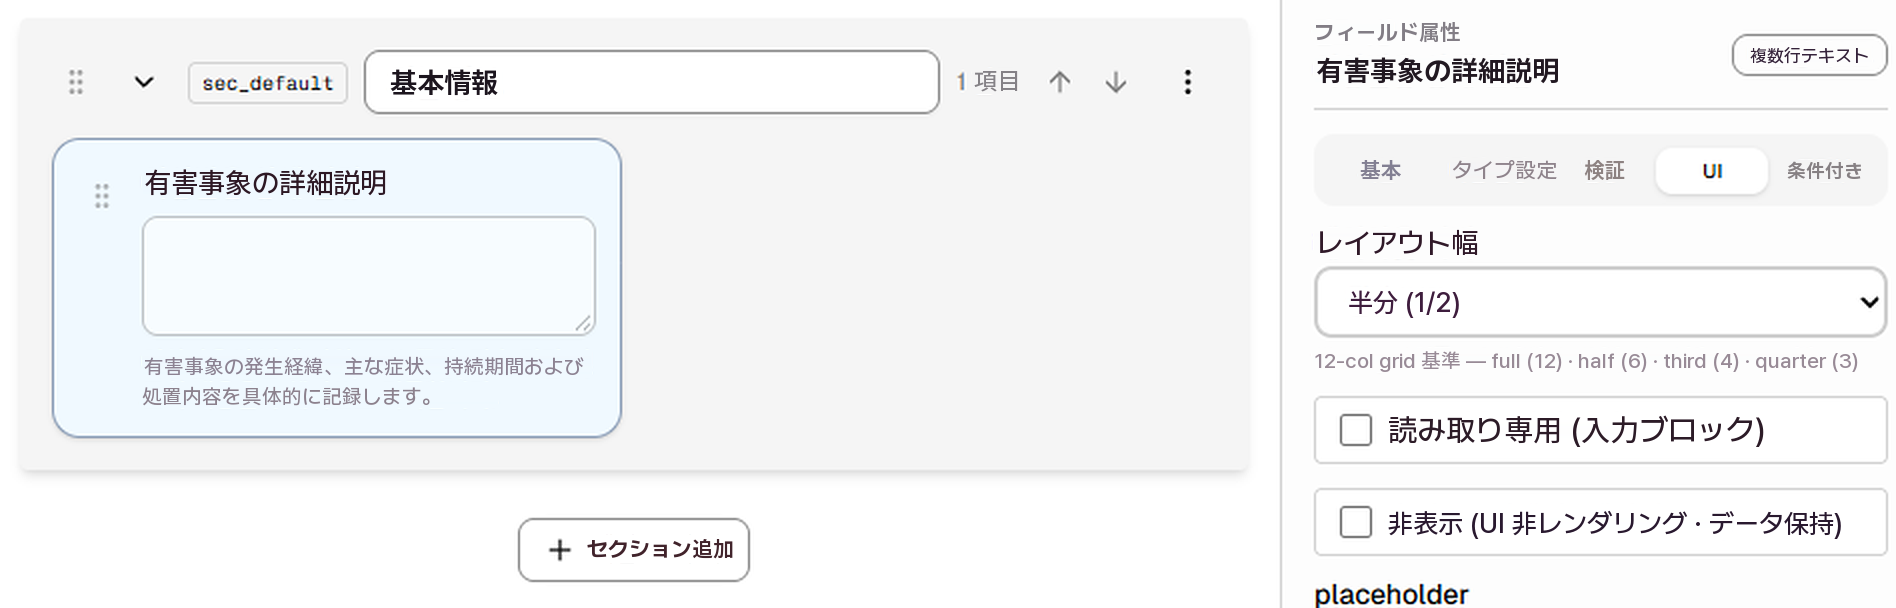 sec_default
基本情報
1 項目
有害事象の詳細説明
有害事象の発生経緯、主な症状、持続期間および
処置内容を具体的に記録します。
セクション追加
フィールド属性
有害事象の詳細説明
複数行テキスト
基本 タイプ設定 検証 UI 条件付き
レイアウト幅
半分 (1/2)
12-col grid 基準 — full (12) · half (6) · third (4) · quarter (3)
読み取り専用 (入力ブロック)
非表示 (UI 非レンダリング · データ保持)
placeholder